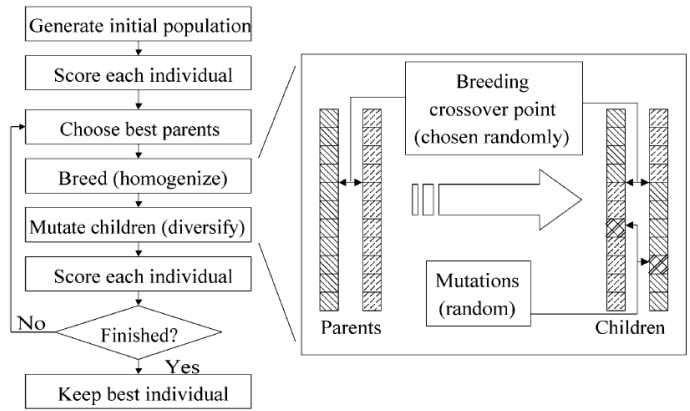 Generate initial population
Score each individual
Choose best parents
Breed (homogenize)
Mutate children (diversify)
Score each individual
No
Finished?
Yes
Keep best individual
Breeding
crossover point
(chosen randomly)
Mutations
(random)
Parents
Children